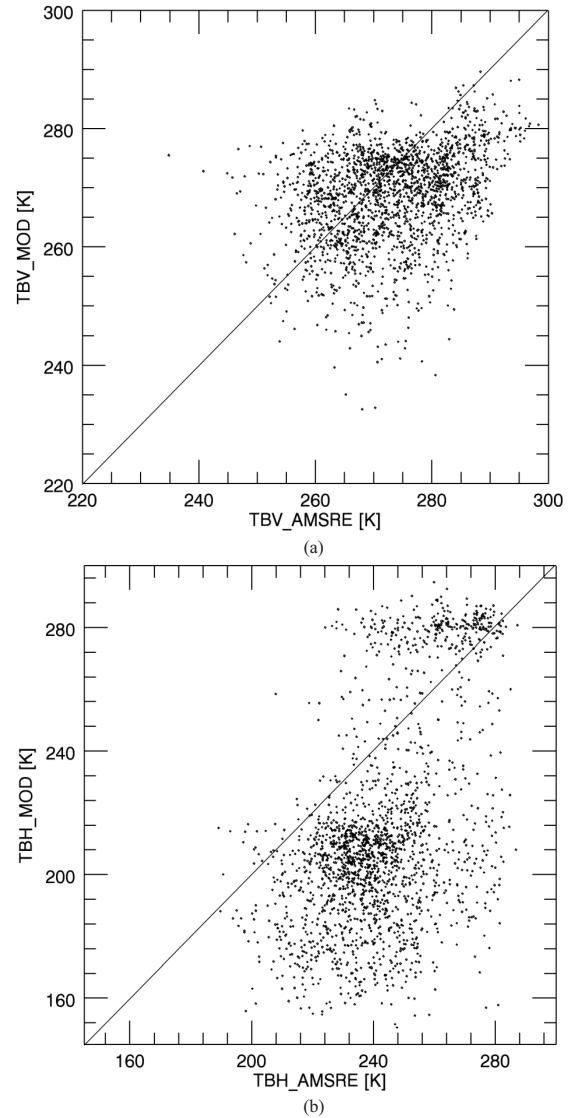 300
280
260
240
220
TBV_MOD [K]
220 240 260 280 300
TBV_AMSRE [K]
(a)
280
240
200
160
TBH_MOD [K]
160 200 240 280
TBH_AMSRE [K]
(b)